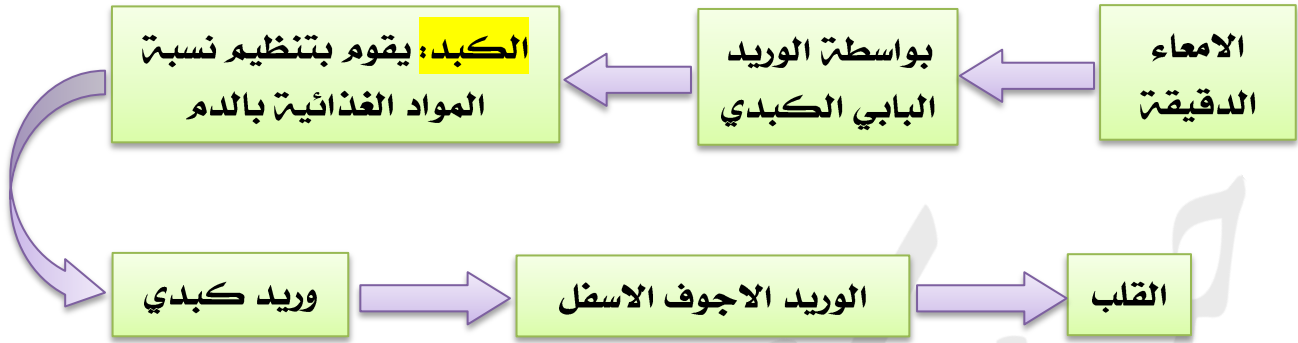 الامعاء
الدقيقة
بواسطة الوريد
البابي الكبدي
الكبد: يقوم بتنظيم نسبة
المواد الغذائية بالدم
وريد كبدي
الوريد الاجوف الاسفل
القلب